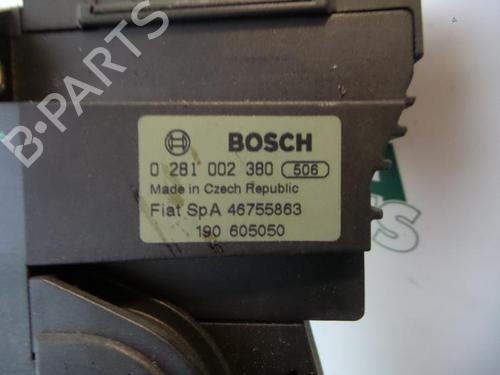 B-PARTS
BOSCH
0 281 002 380 506
Made in Czech Republic
Fiat SpA 46755863
190 605050